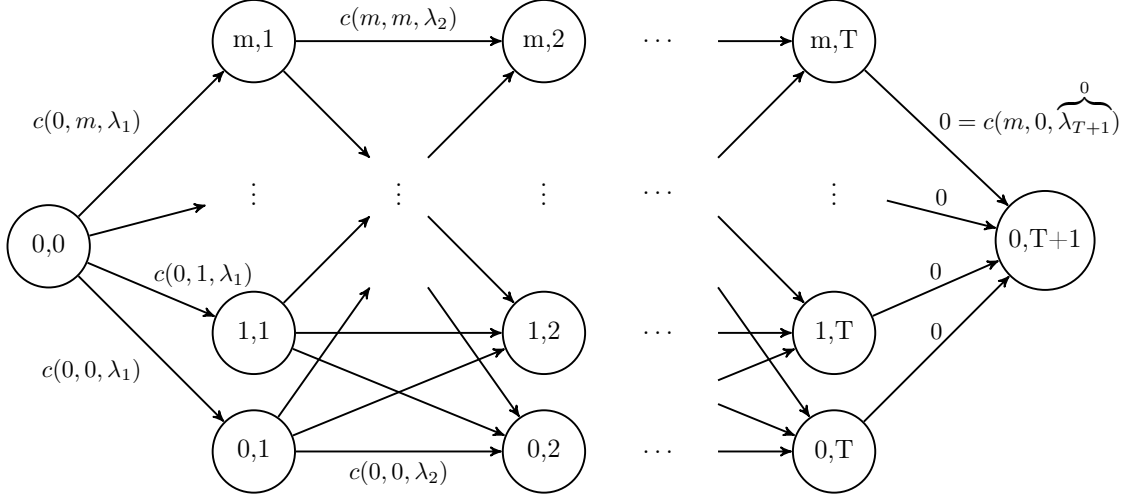 c(m, m, λ₂)
m,1
m,2
· · ·
m,T
c(0, m, λ₁)
0
0 = c(m, 0, λ_{T+1})
⋮
⋮
⋮
· · ·
⋮
0
0,0
0,T+1
c(0, 1, λ₁)
0
1,1
1,2
· · ·
1,T
0
c(0, 0, λ₁)
0,1
0,2
· · ·
0,T
c(0, 0, λ₂)